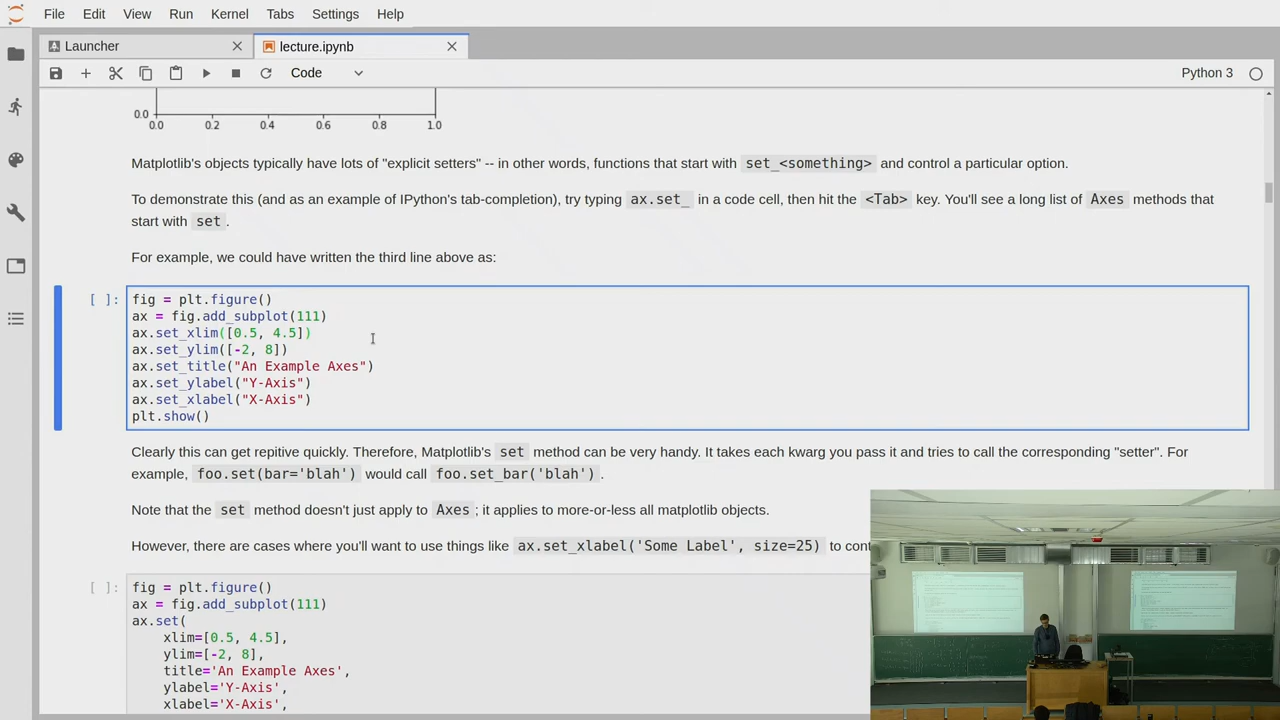 File Edit View Run Kernel Tabs Settings Help
Launcher lecture.ipynb
Code Python 3
0.0
0.0 0.2 0.4 0.6 0.8 1.0
Matplotlib's objects typically have lots of "explicit setters" -- in other words, functions that start with set_<something> and control a particular option.
To demonstrate this (and as an example of IPython's tab-completion), try typing ax.set_ in a code cell, then hit the <Tab> key. You'll see a long list of Axes methods that
start with set .
For example, we could have written the third line above as:
[ ]: fig = plt.figure()
ax = fig.add_subplot(111)
ax.set_xlim([0.5, 4.5])
ax.set_ylim([-2, 8])
ax.set_title("An Example Axes")
ax.set_ylabel("Y-Axis")
ax.set_xlabel("X-Axis")
plt.show()
Clearly this can get repitive quickly. Therefore, Matplotlib's set method can be very handy. It takes each kwarg you pass it and tries to call the corresponding "setter". For
example, foo.set(bar='blah') would call foo.set_bar('blah') .
Note that the set method doesn't just apply to Axes ; it applies to more-or-less all matplotlib objects.
However, there are cases where you'll want to use things like ax.set_xlabel('Some Label', size=25) to
[ ]: fig = plt.figure()
ax = fig.add_subplot(111)
ax.set(
xlim=[0.5, 4.5],
ylim=[-2, 8],
title='An Example Axes',
ylabel='Y-Axis',
xlabel='X-Axis',